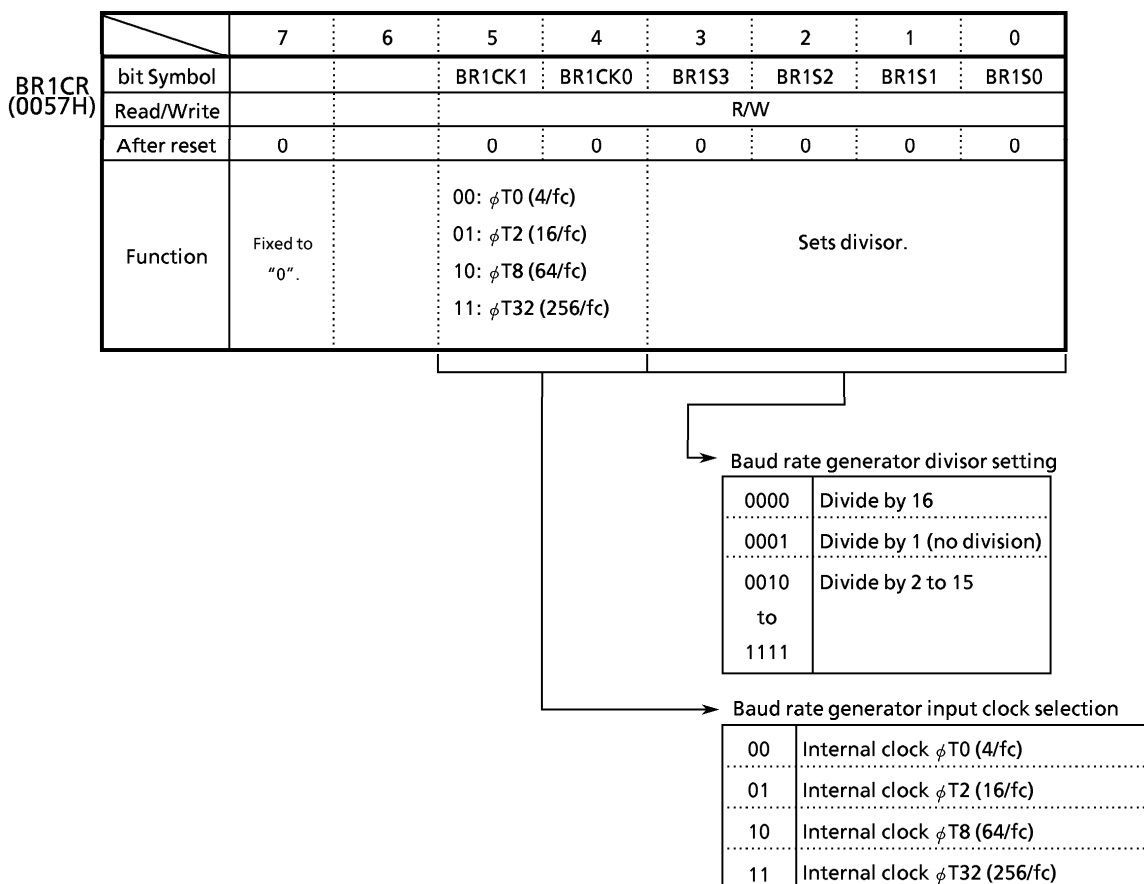 7 6 5 4 3 2 1 0
BR1CR
(0057H)
bit Symbol BR1CK1 BR1CK0 BR1S3 BR1S2 BR1S1 BR1S0
Read/Write R/W
After reset 0 0 0 0 0 0 0
Function
Fixed to
"0".
00: φT0 (4/fc)
01: φT2 (16/fc)
10: φT8 (64/fc)
11: φT32 (256/fc)
Sets divisor.
Baud rate generator divisor setting
0000 Divide by 16
0001 Divide by 1 (no division)
0010 Divide by 2 to 15
to
1111
Baud rate generator input clock selection
00 Internal clock φT0 (4/fc)
01 Internal clock φT2 (16/fc)
10 Internal clock φT8 (64/fc)
11 Internal clock φT32 (256/fc)